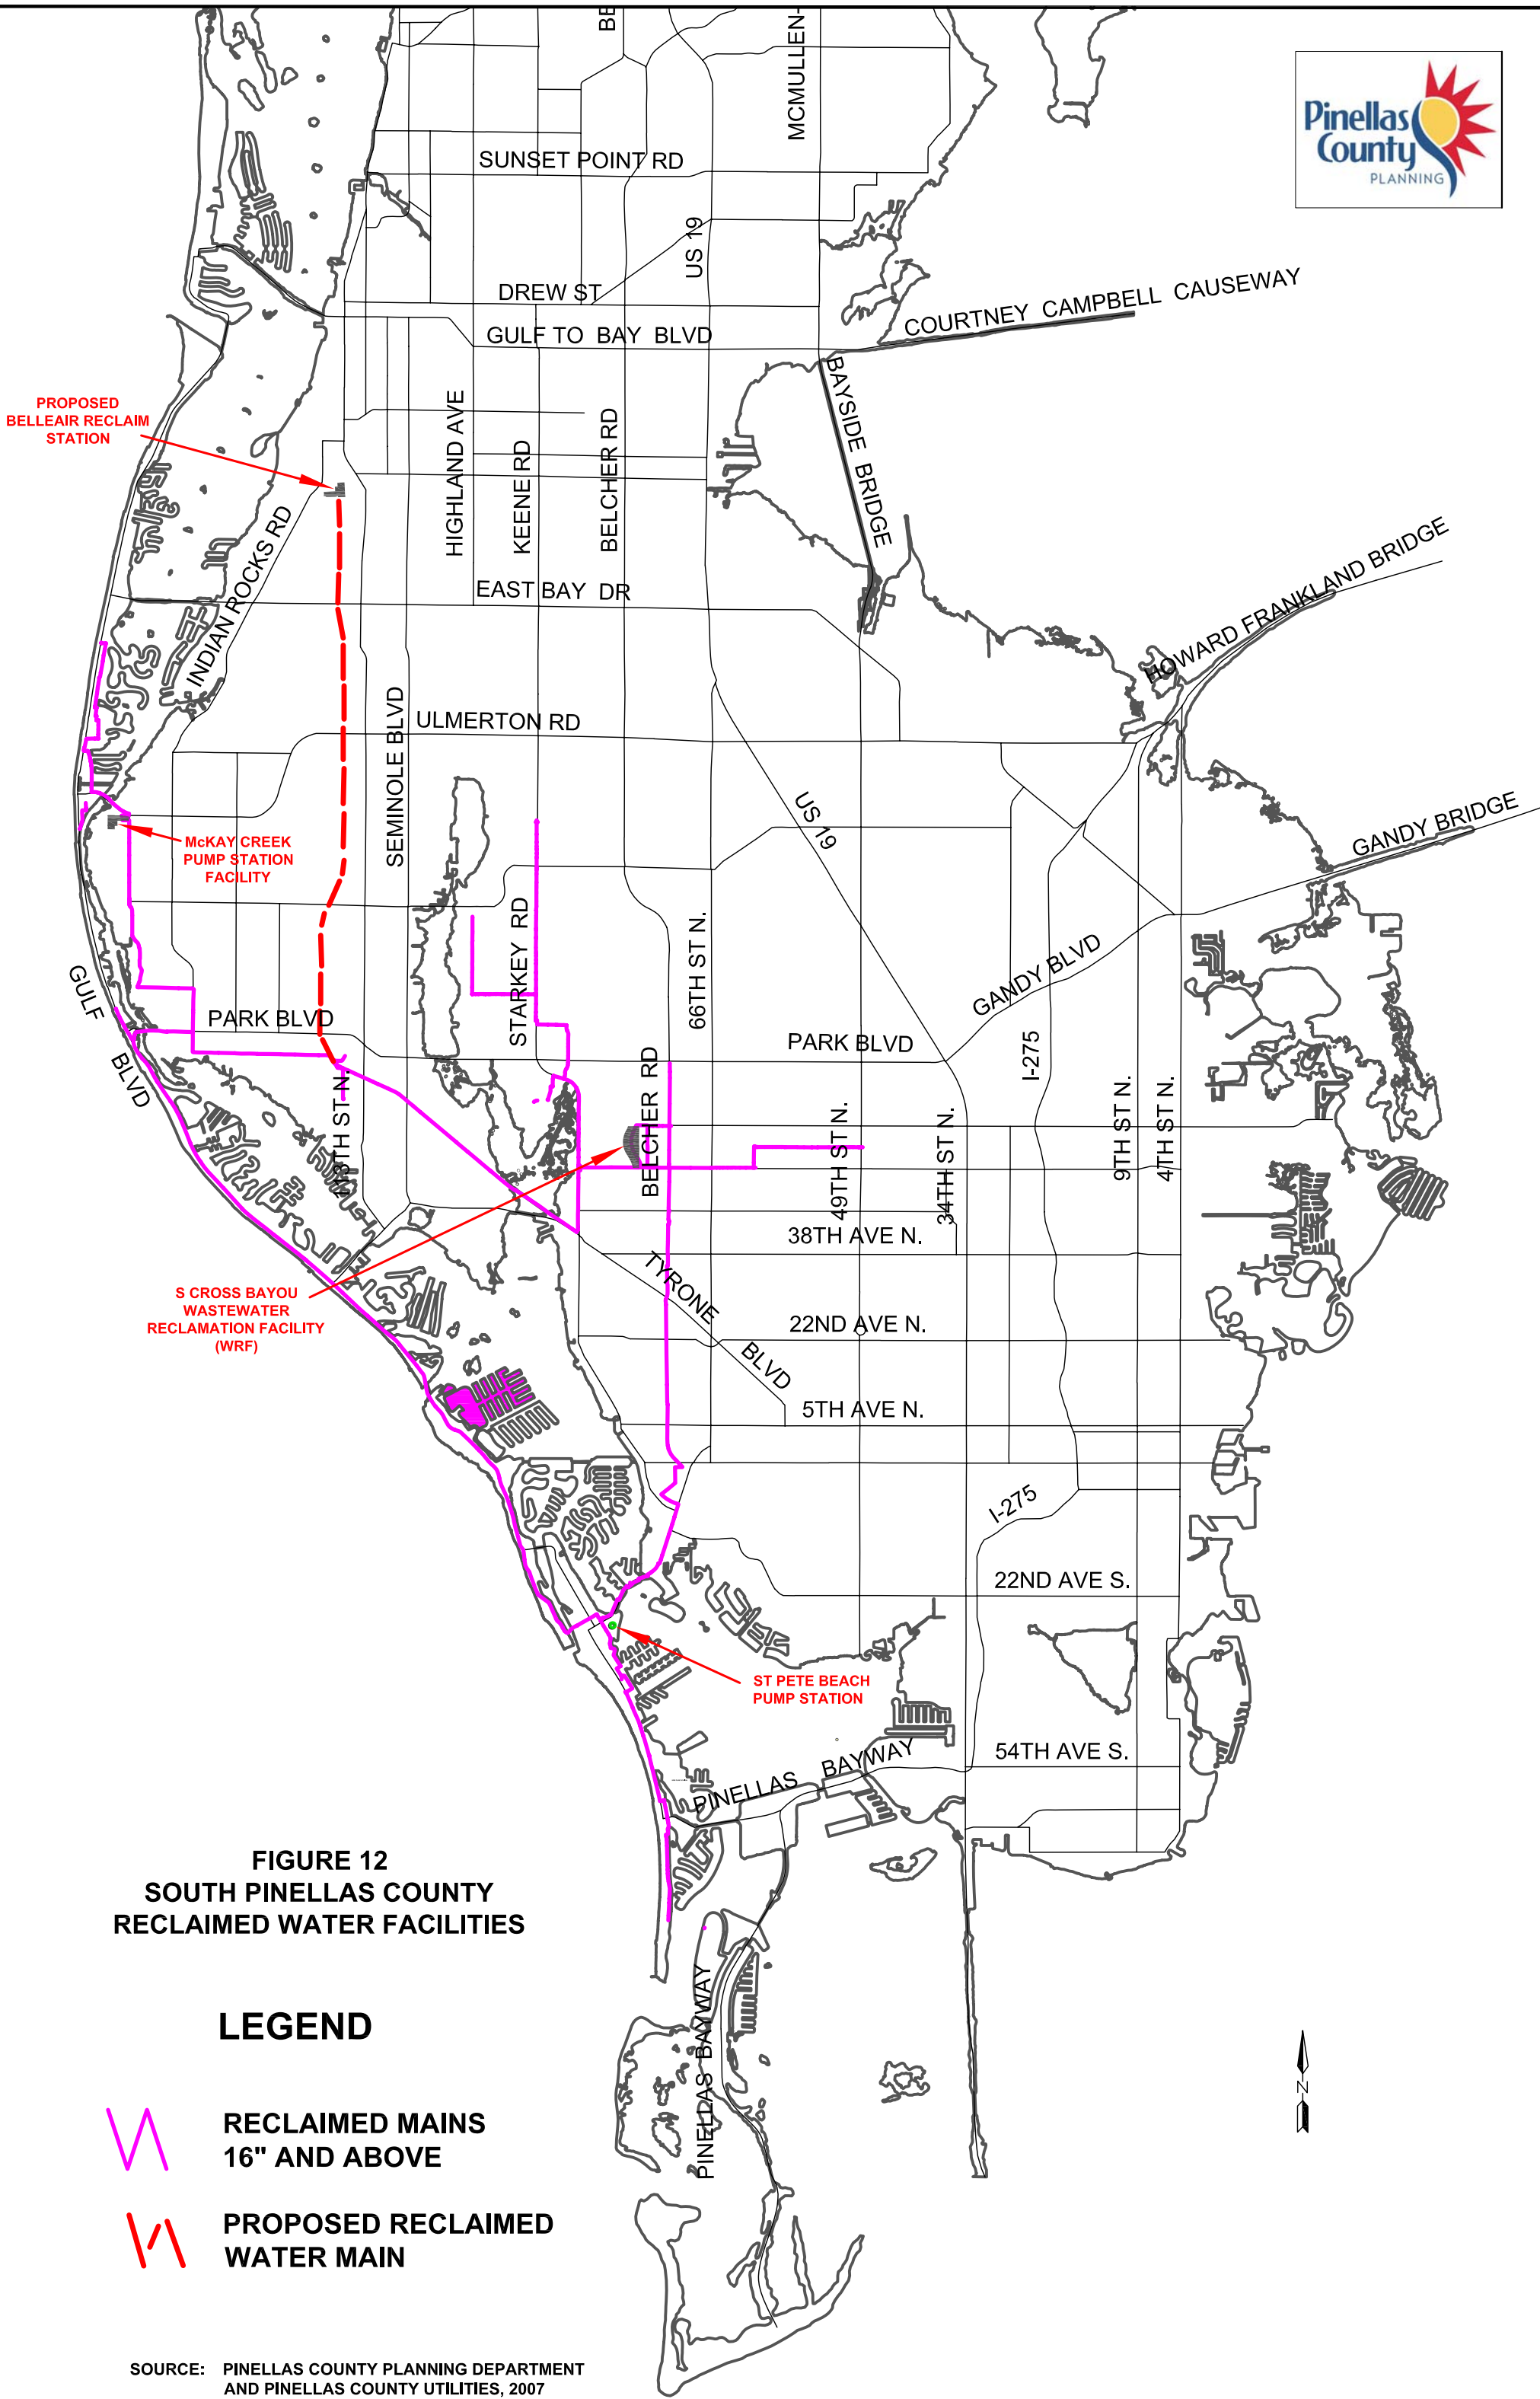 BE
MCMULLEN-
Pinellas
County
PLANNING
SUNSET POINT RD
US 19
DREW ST
GULF TO BAY BLVD
COURTNEY CAMPBELL CAUSEWAY
BAYSIDE BRIDGE
PROPOSED
BELLEAIR RECLAIM
STATION
HIGHLAND AVE
KEENE RD
BELCHER RD
INDIAN ROCKS RD
EAST BAY DR
HOWARD FRANKLAND BRIDGE
SEMINOLE BLVD
ULMERTON RD
US 19
GANDY BRIDGE
McKAY CREEK
PUMP STATION
FACILITY
STARKEY RD
66TH ST N.
GANDY BLVD
GULF BLVD
PARK BLVD
PARK BLVD
I-275
113TH ST N
BELCHER RD
49TH ST N.
34TH ST N.
9TH ST N.
4TH ST N.
38TH AVE N.
TYRONE BLVD
S CROSS BAYOU
WASTEWATER
RECLAMATION FACILITY
(WRF)
22ND AVE N.
5TH AVE N.
I-275
22ND AVE S.
ST PETE BEACH
PUMP STATION
54TH AVE S.
PINELLAS BAYWAY
FIGURE 12
SOUTH PINELLAS COUNTY
RECLAIMED WATER FACILITIES
PINELLAS BAYWAY
LEGEND
N
RECLAIMED MAINS
16" AND ABOVE
PROPOSED RECLAIMED
WATER MAIN
SOURCE: PINELLAS COUNTY PLANNING DEPARTMENT
AND PINELLAS COUNTY UTILITIES, 2007